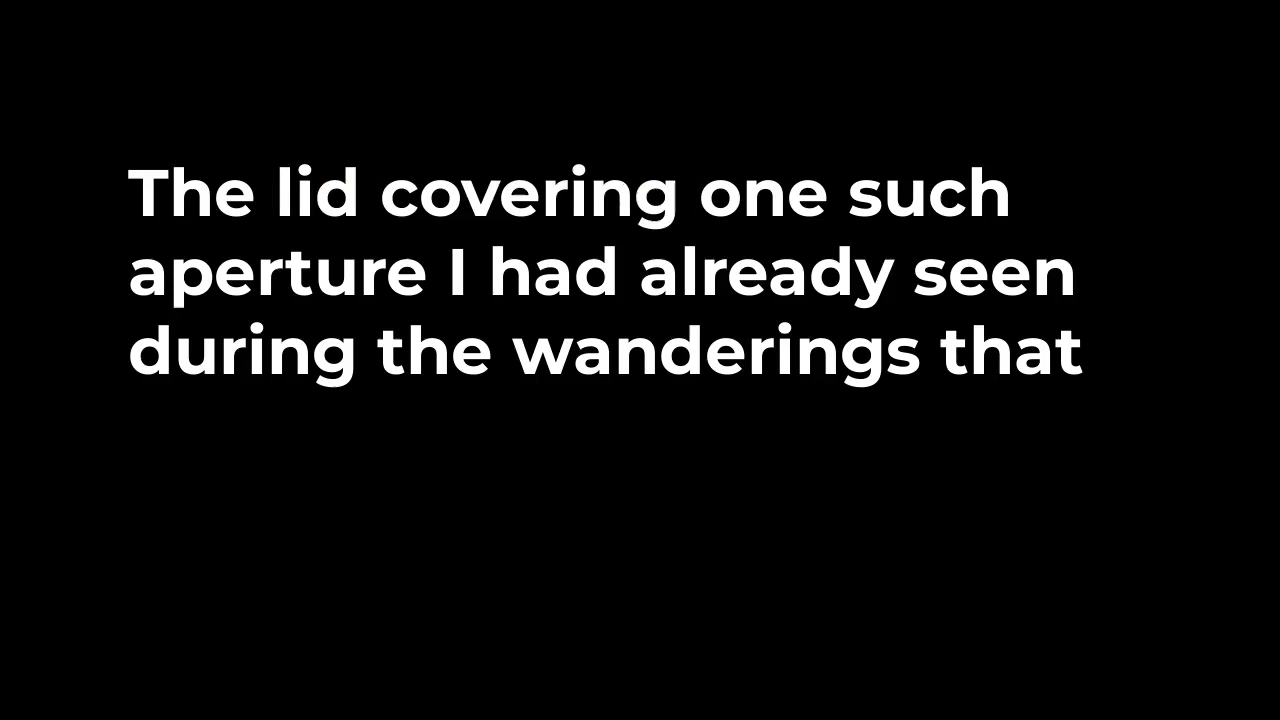 The lid covering one such
aperture I had already seen
during the wanderings that